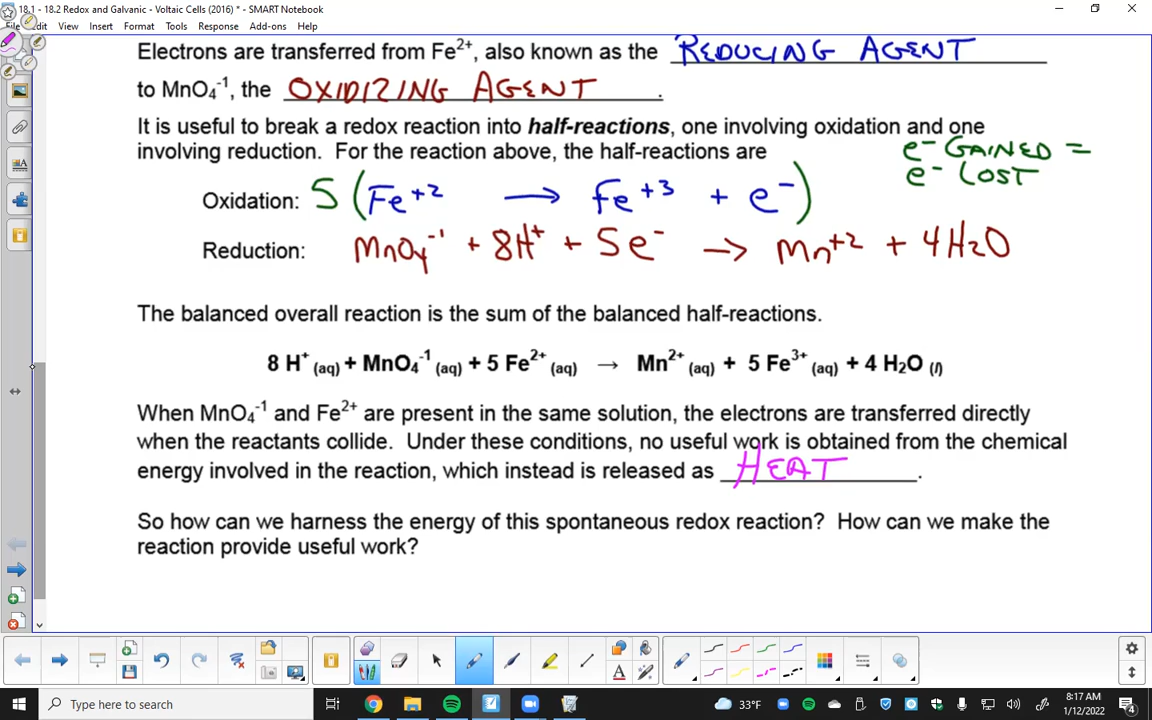 18.1 - 18.2 Redox and Galvanic - Voltaic Cells (2016) * - SMART Notebook
Edit View Insert Format Tools Response Add-ons Help
Electrons are transferred from Fe²⁺, also known as the REDUCING AGENT
to MnO₄⁻¹, the OXIDIZING AGENT.
It is useful to break a redox reaction into half-reactions, one involving oxidation and one
involving reduction. For the reaction above, the half-reactions are
e⁻ GAINED =
e⁻ LOST
Oxidation: 5 (Fe⁺² → Fe⁺³ + e⁻)
Reduction: MnO₄⁻¹ + 8H⁺ + 5e⁻ → Mn⁺² + 4H₂O
The balanced overall reaction is the sum of the balanced half-reactions.
8 H⁺ (aq) + MnO₄⁻¹ (aq) + 5 Fe²⁺ (aq) → Mn²⁺ (aq) + 5 Fe³⁺ (aq) + 4 H₂O (l)
When MnO₄⁻¹ and Fe²⁺ are present in the same solution, the electrons are transferred directly
when the reactants collide. Under these conditions, no useful work is obtained from the chemical
energy involved in the reaction, which instead is released as HEAT.
So how can we harness the energy of this spontaneous redox reaction? How can we make the
reaction provide useful work?
Type here to search
33°F
8:17 AM
1/12/2022
4